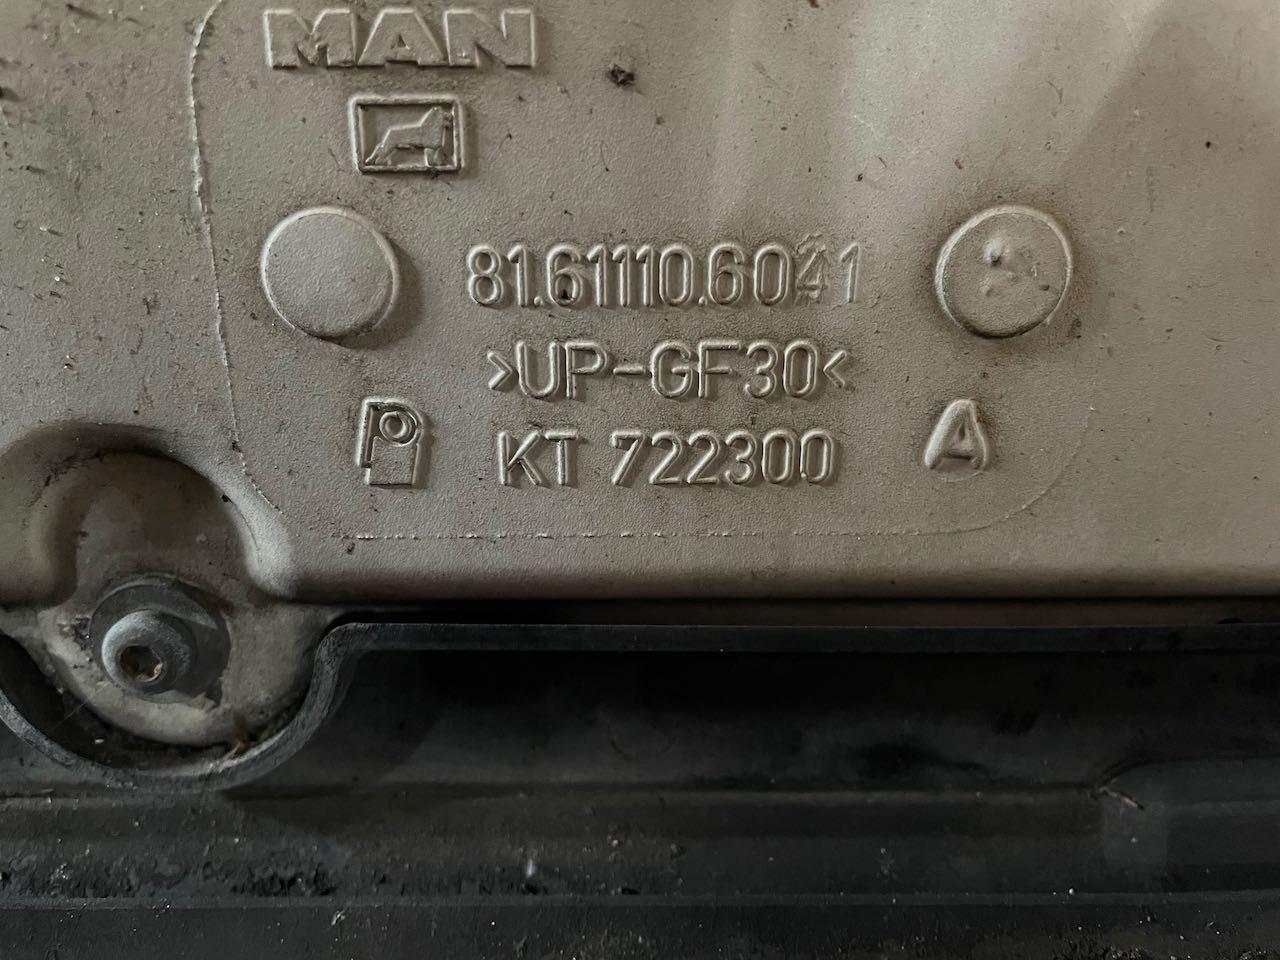 MAN
81.61110.6041
>UP-GF30<
KT 722300
A